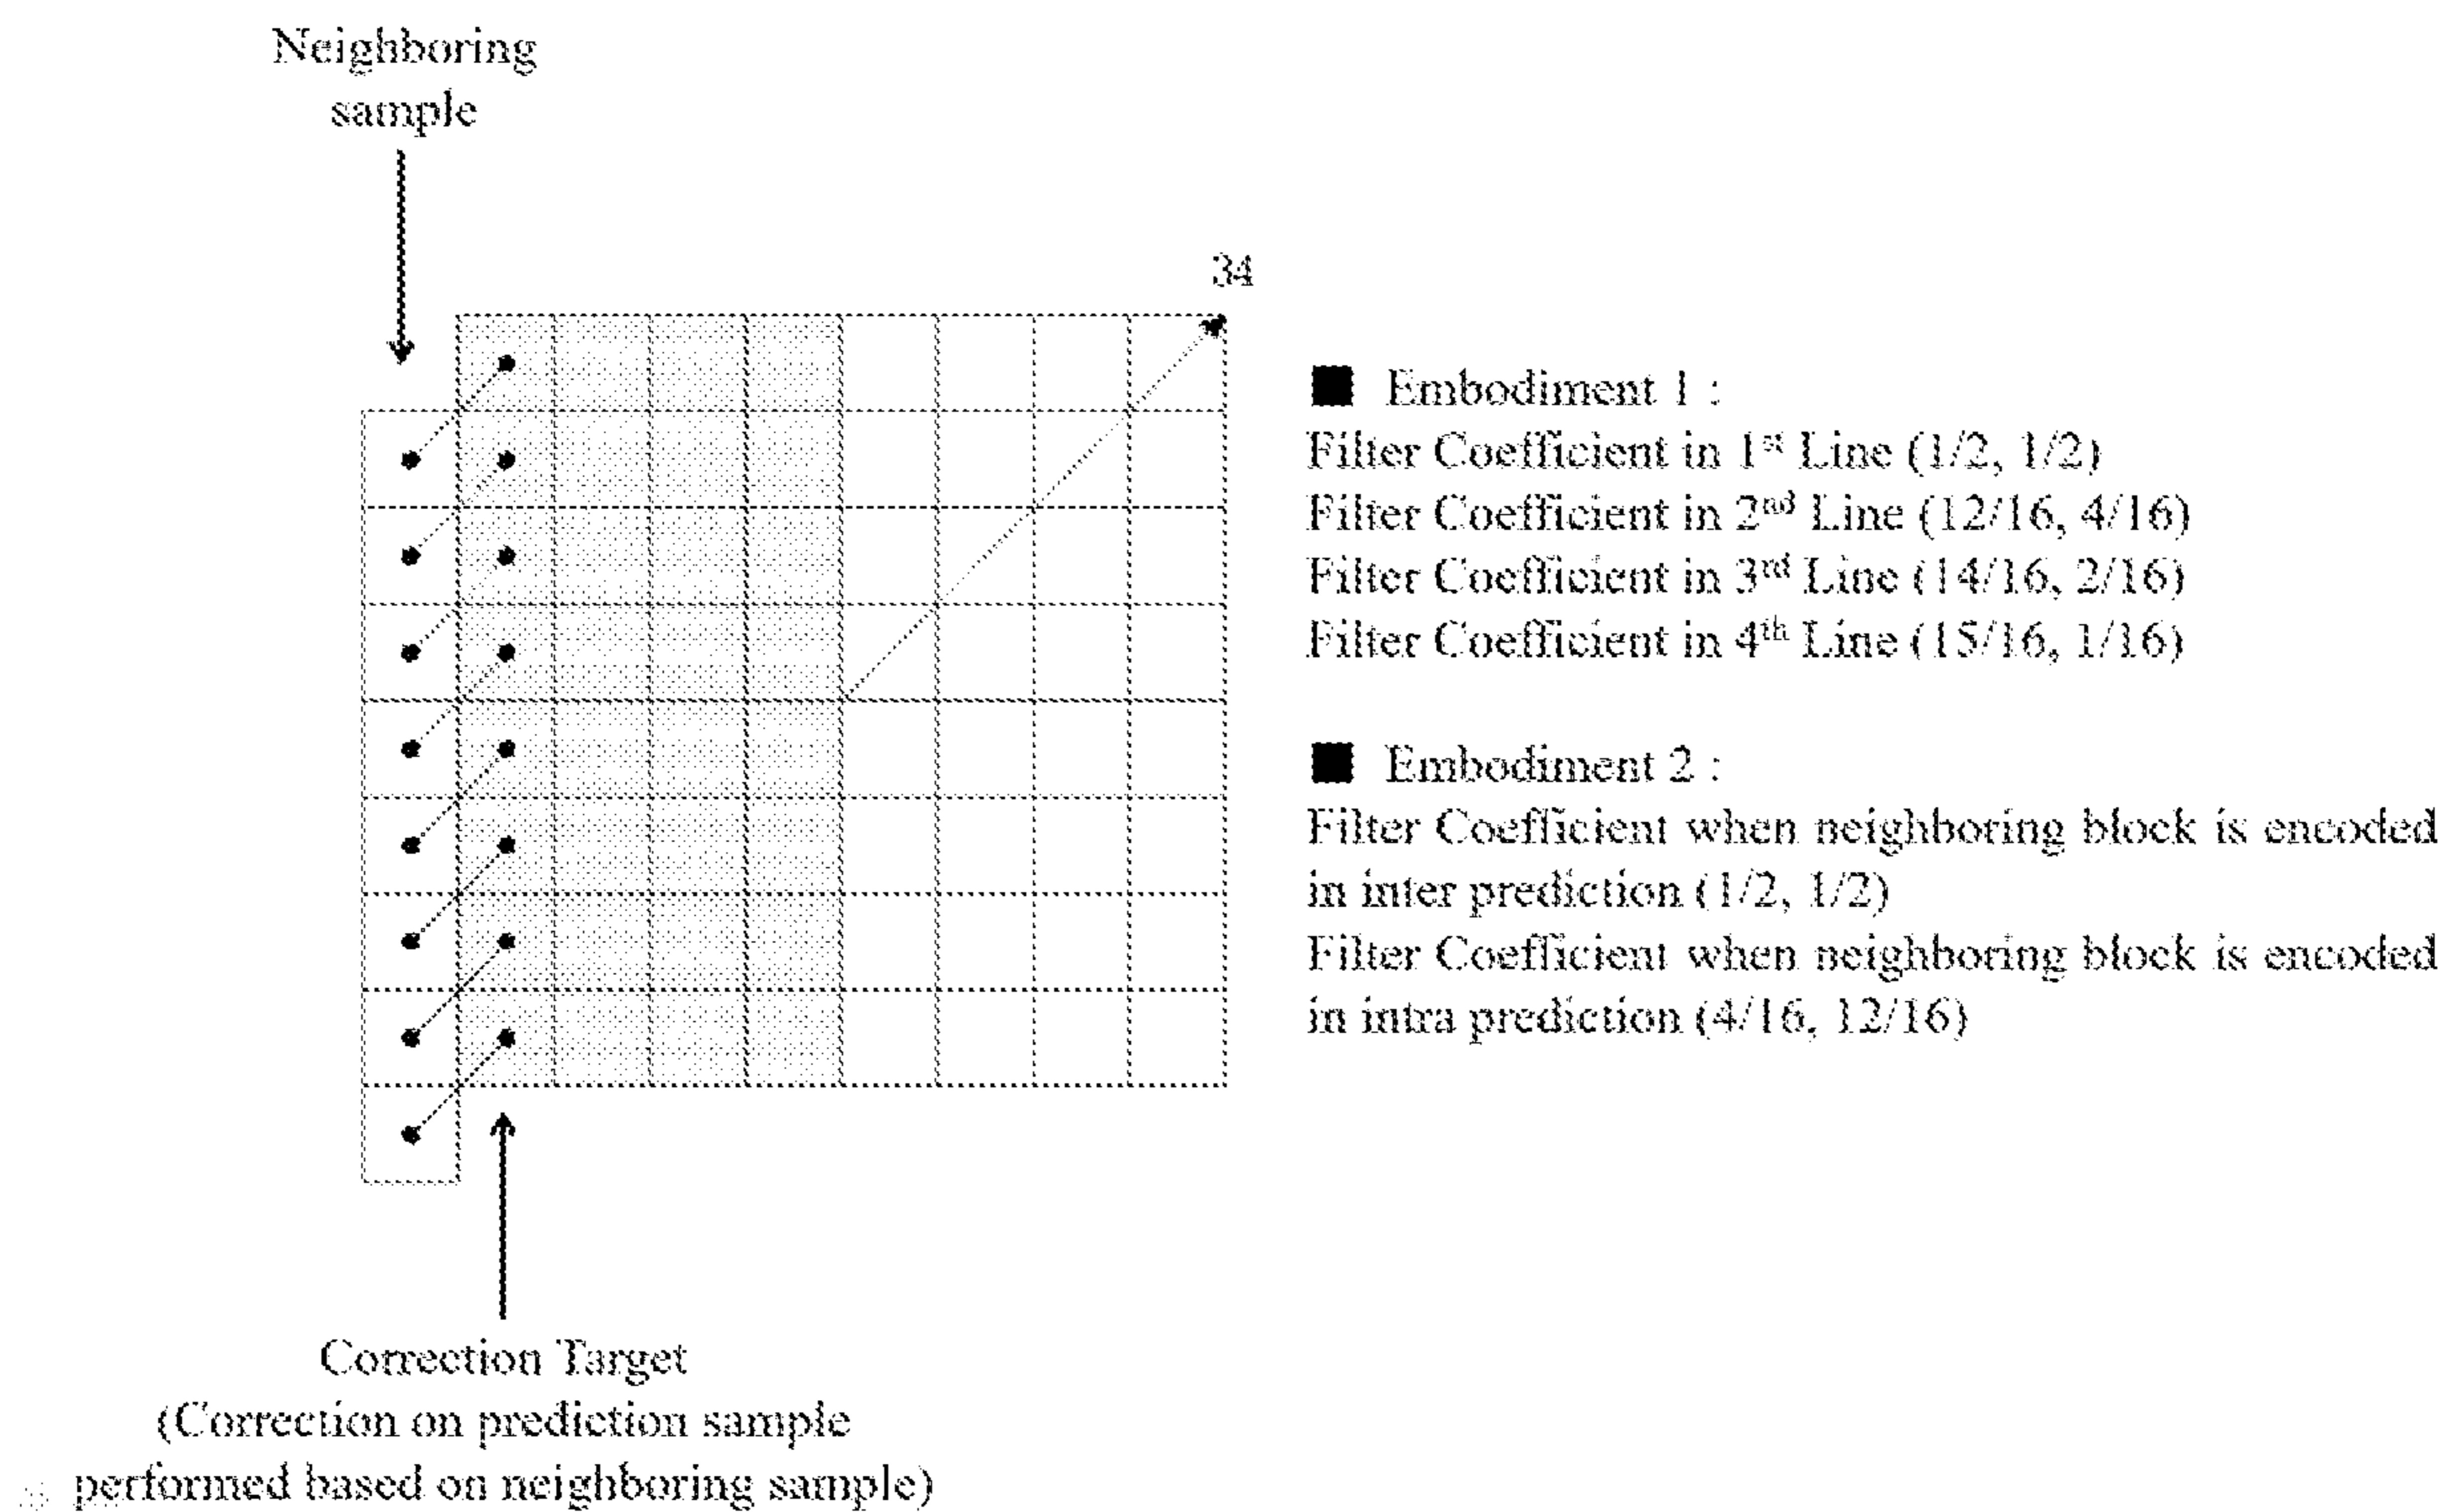 Neighboring
sample
34
■ Embodiment 1 :
Filter Coefficient in 1st Line (1/2, 1/2)
Filter Coefficient in 2nd Line (12/16, 4/16)
Filter Coefficient in 3rd Line (14/16, 2/16)
Filter Coefficient in 4th Line (15/16, 1/16)
■ Embodiment 2 :
Filter Coefficient when neighboring block is encoded
in inter prediction (1/2, 1/2)
Filter Coefficient when neighboring block is encoded
in intra prediction (4/16, 12/16)
Correction Target
(Correction on prediction sample
performed based on neighboring sample)